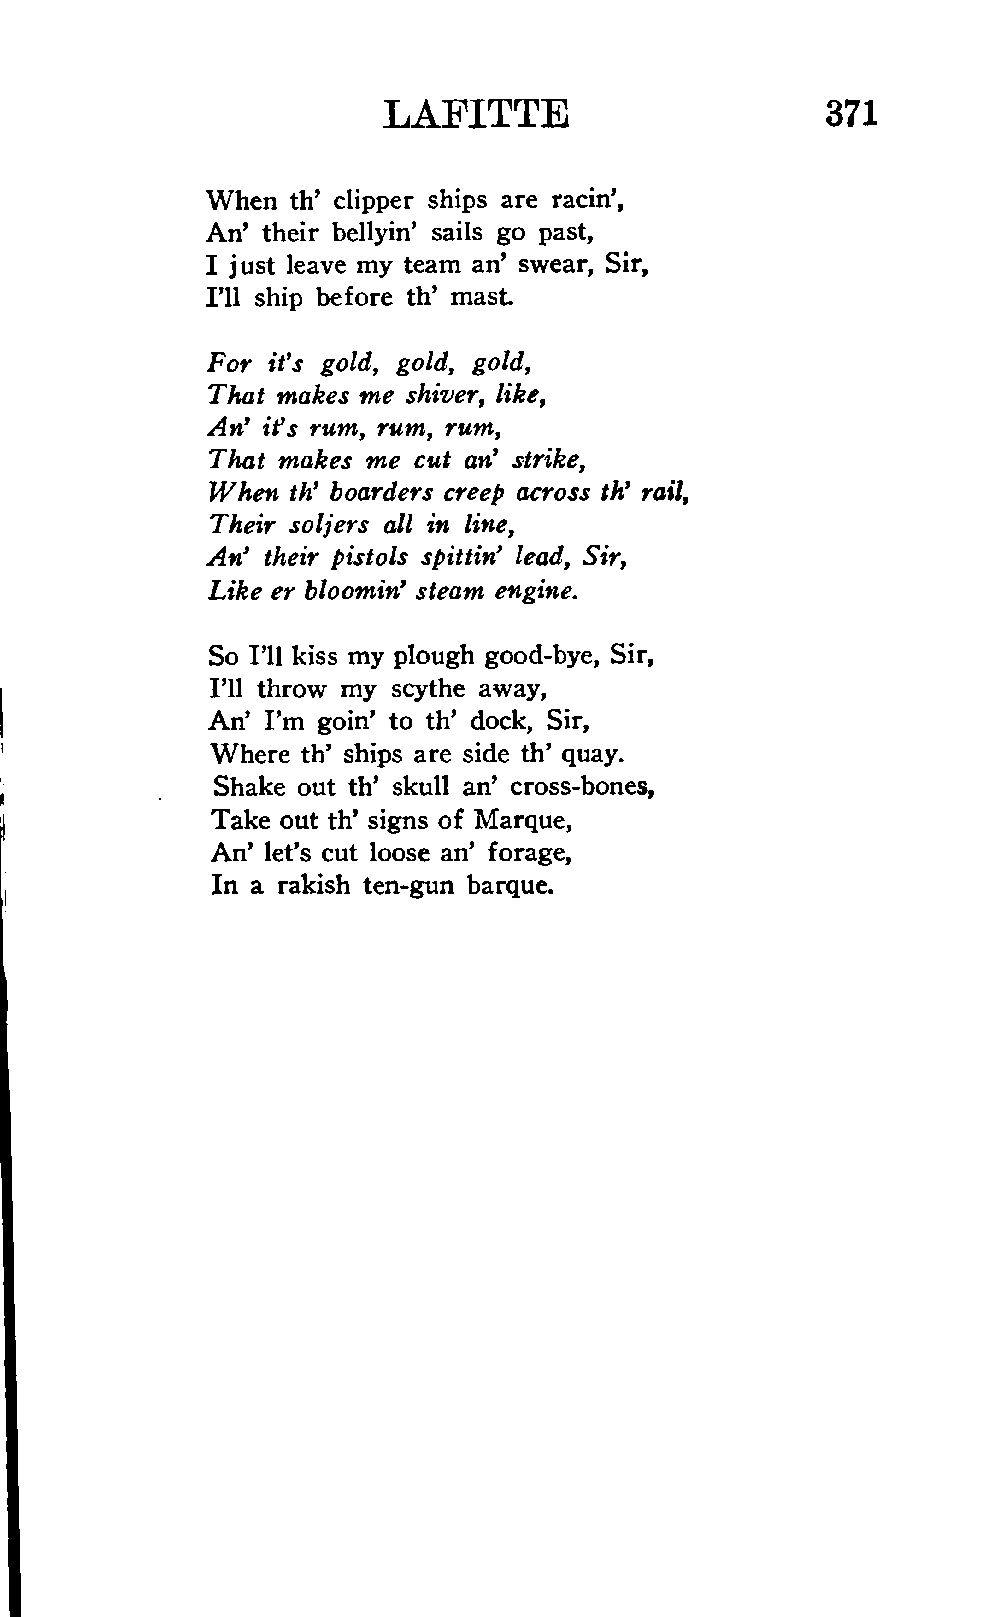 LAFITTE 371
When th' clipper ships are racin',
An' their bellyin' sails go past,
I just leave my team an' swear, Sir,
I'll ship before th' mast.
For it's gold, gold, gold,
That makes me shiver, like,
An' it's rum, rum, rum,
That makes me cut an' strike,
When th' boarders creep across th' rail,
Their soljers all in line,
An' their pistols spittin' lead, Sir,
Like er bloomin' steam engine.
So I'll kiss my plough good-bye, Sir,
I'll throw my scythe away,
An' I'm goin' to th' dock, Sir,
Where th' ships are side th' quay.
Shake out th' skull an' cross-bones,
Take out th' signs of Marque,
An' let's cut loose an' forage,
In a rakish ten-gun barque.